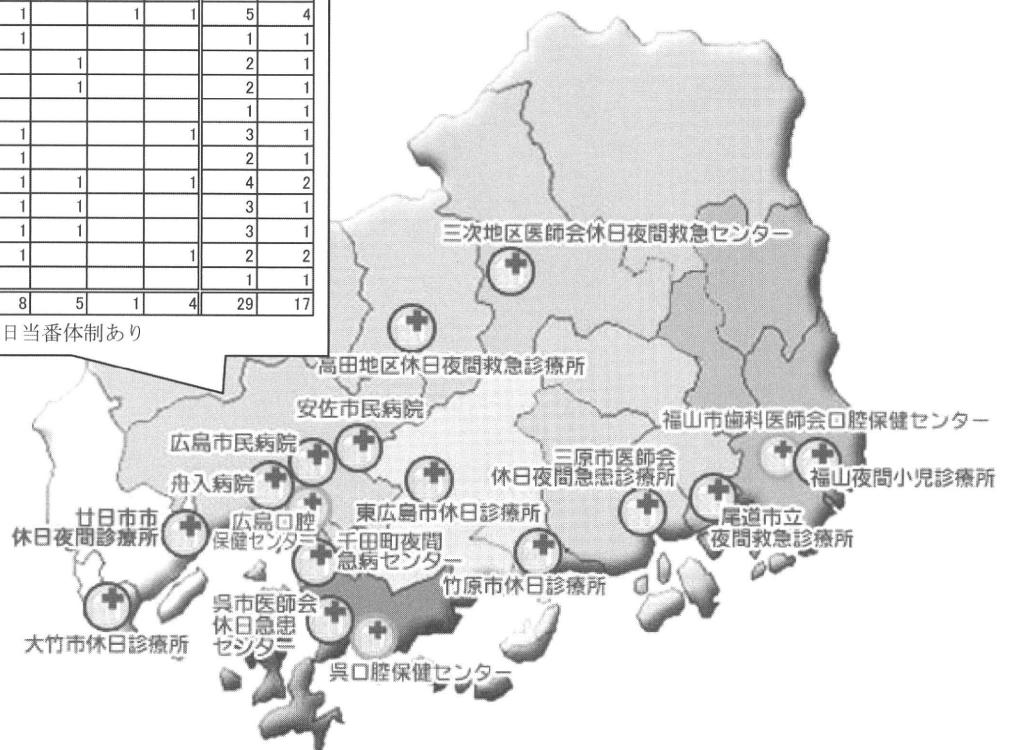 1 1 1 5 4
1 1 1
1 2 1
1 2 1
1 1
1 1 3 1
1 2 1
1 1 1 4 2
1 1 3 1
1 1 3 1
1 1 2 2
1 1
8 5 1 4 29 17
日当番体制あり
三次地区医師会休日夜間救急センター
高田地区休日夜間救急診療所
安佐市民病院
広島市民病院
舟入病院
廿日市市
休日夜間診療所
広島口腔
保健センター
東広島市休日診療所
千田町夜間
急病センター
福山市歯科医師会口腔保健センター
三原市医師会
休日夜間急患診療所
福山夜間小児診療所
尾道市立
夜間救急診療所
竹原市休日診療所
呉市医師会
休日急患
センター
大竹市休日診療所
呉口腔保健センター